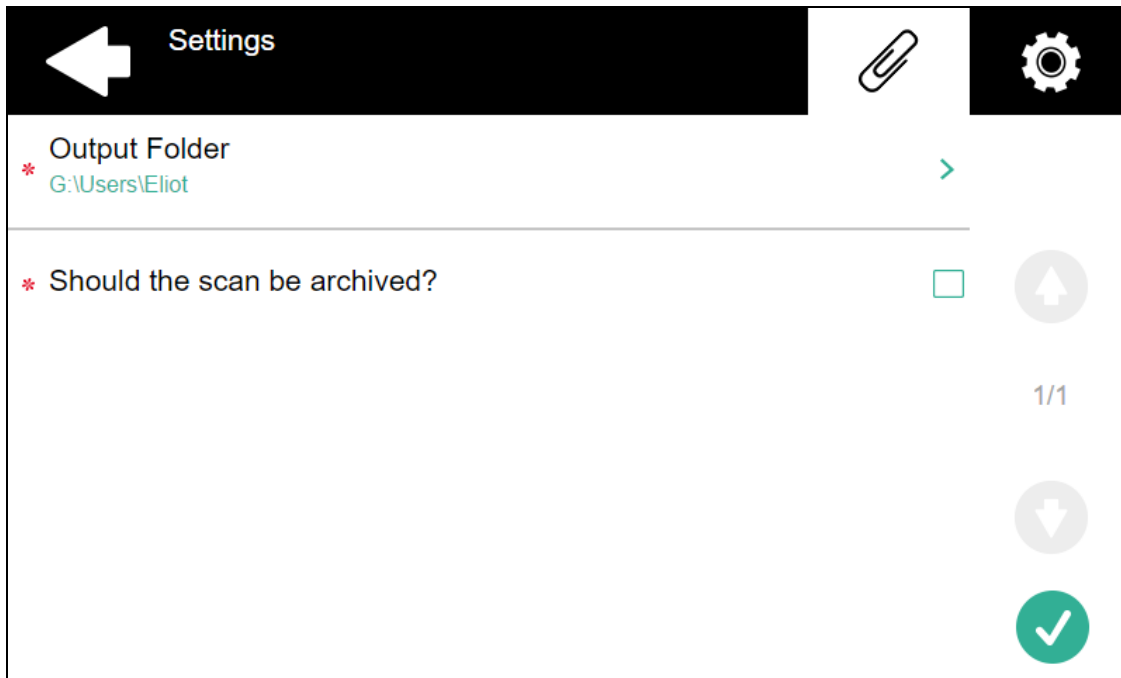 Settings
* Output Folder
G:\Users\Eliot
* Should the scan be archived?
1/1